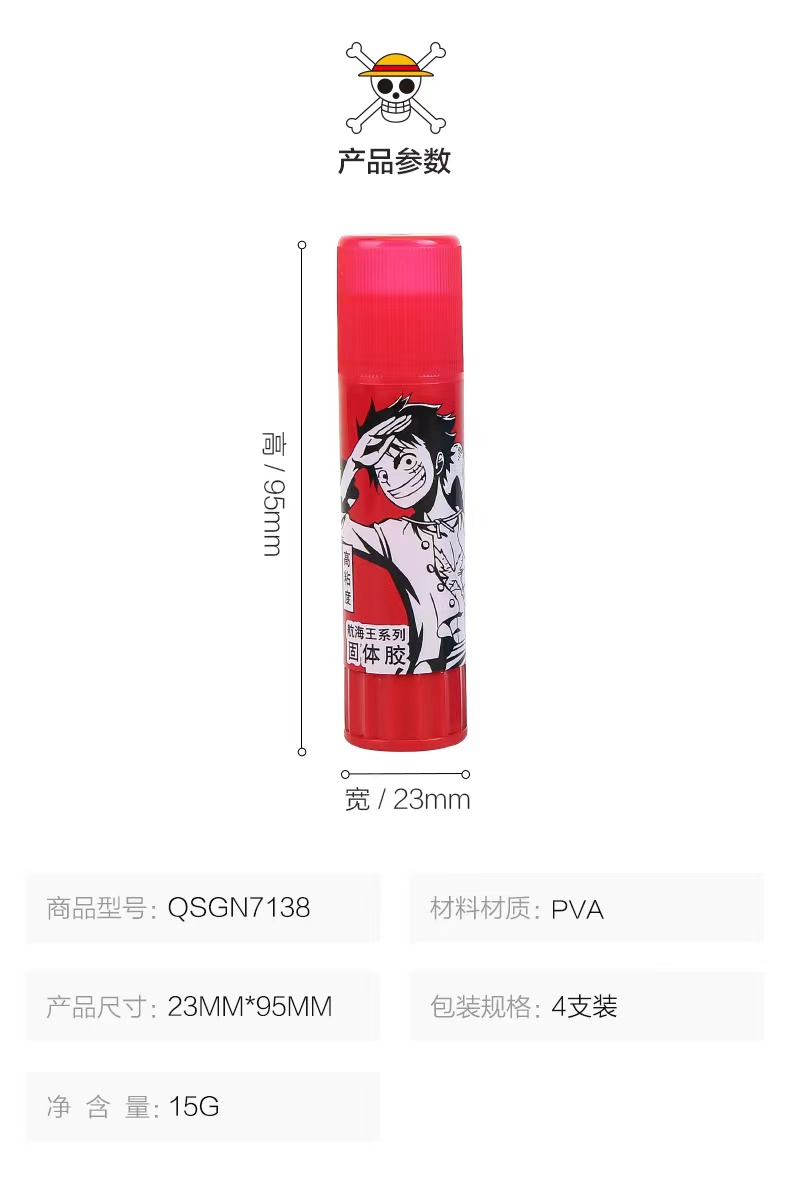 产品参数
高 / 95mm
高粘度
航海王系列
固体胶
宽 / 23mm
商品型号: QSGN7138
材料材质: PVA
产品尺寸: 23MM*95MM
包装规格: 4支装
净 含 量: 15G